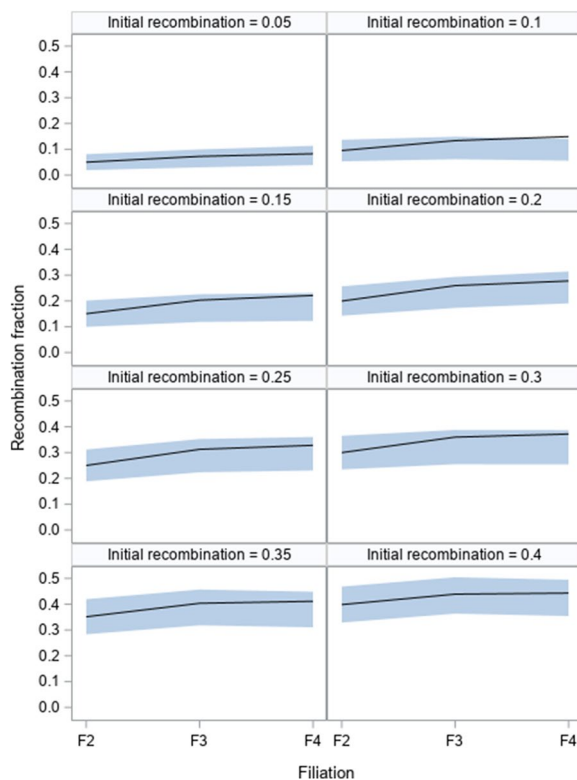 Initial recombination = 0.05
Initial recombination = 0.1
0.5
0.4
0.3
0.2
0.1
0.0
Initial recombination = 0.15
Initial recombination = 0.2
0.5
0.4
0.3
0.2
0.1
0.0
Initial recombination = 0.25
Initial recombination = 0.3
0.5
0.4
0.3
0.2
0.1
0.0
Initial recombination = 0.35
Initial recombination = 0.4
0.5
0.4
0.3
0.2
0.1
0.0
Recombination fraction
F2 F3 F4 F2 F3 F4
Filiation